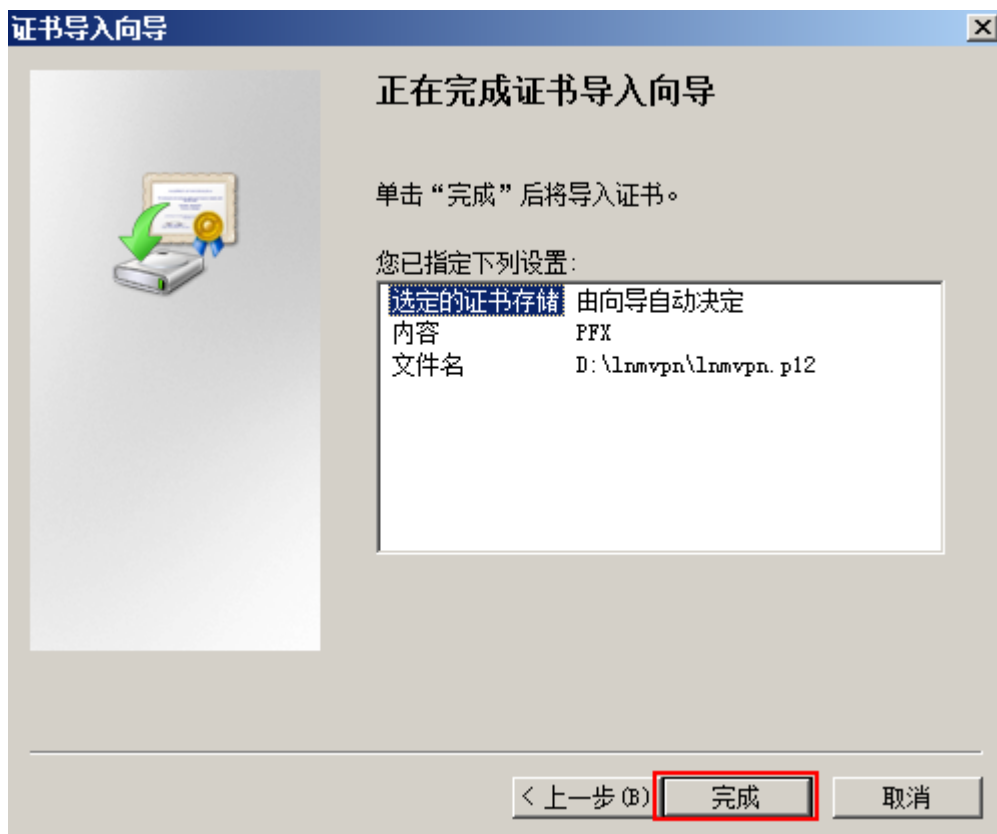 证书导入向导
正在完成证书导入向导
单击“完成”后将导入证书。
您已指定下列设置:
选定的证书存储 由向导自动决定
内容 PFX
文件名 D:\lnmvpn\lnmvpn.p12
< 上一步(B) 完成 取消